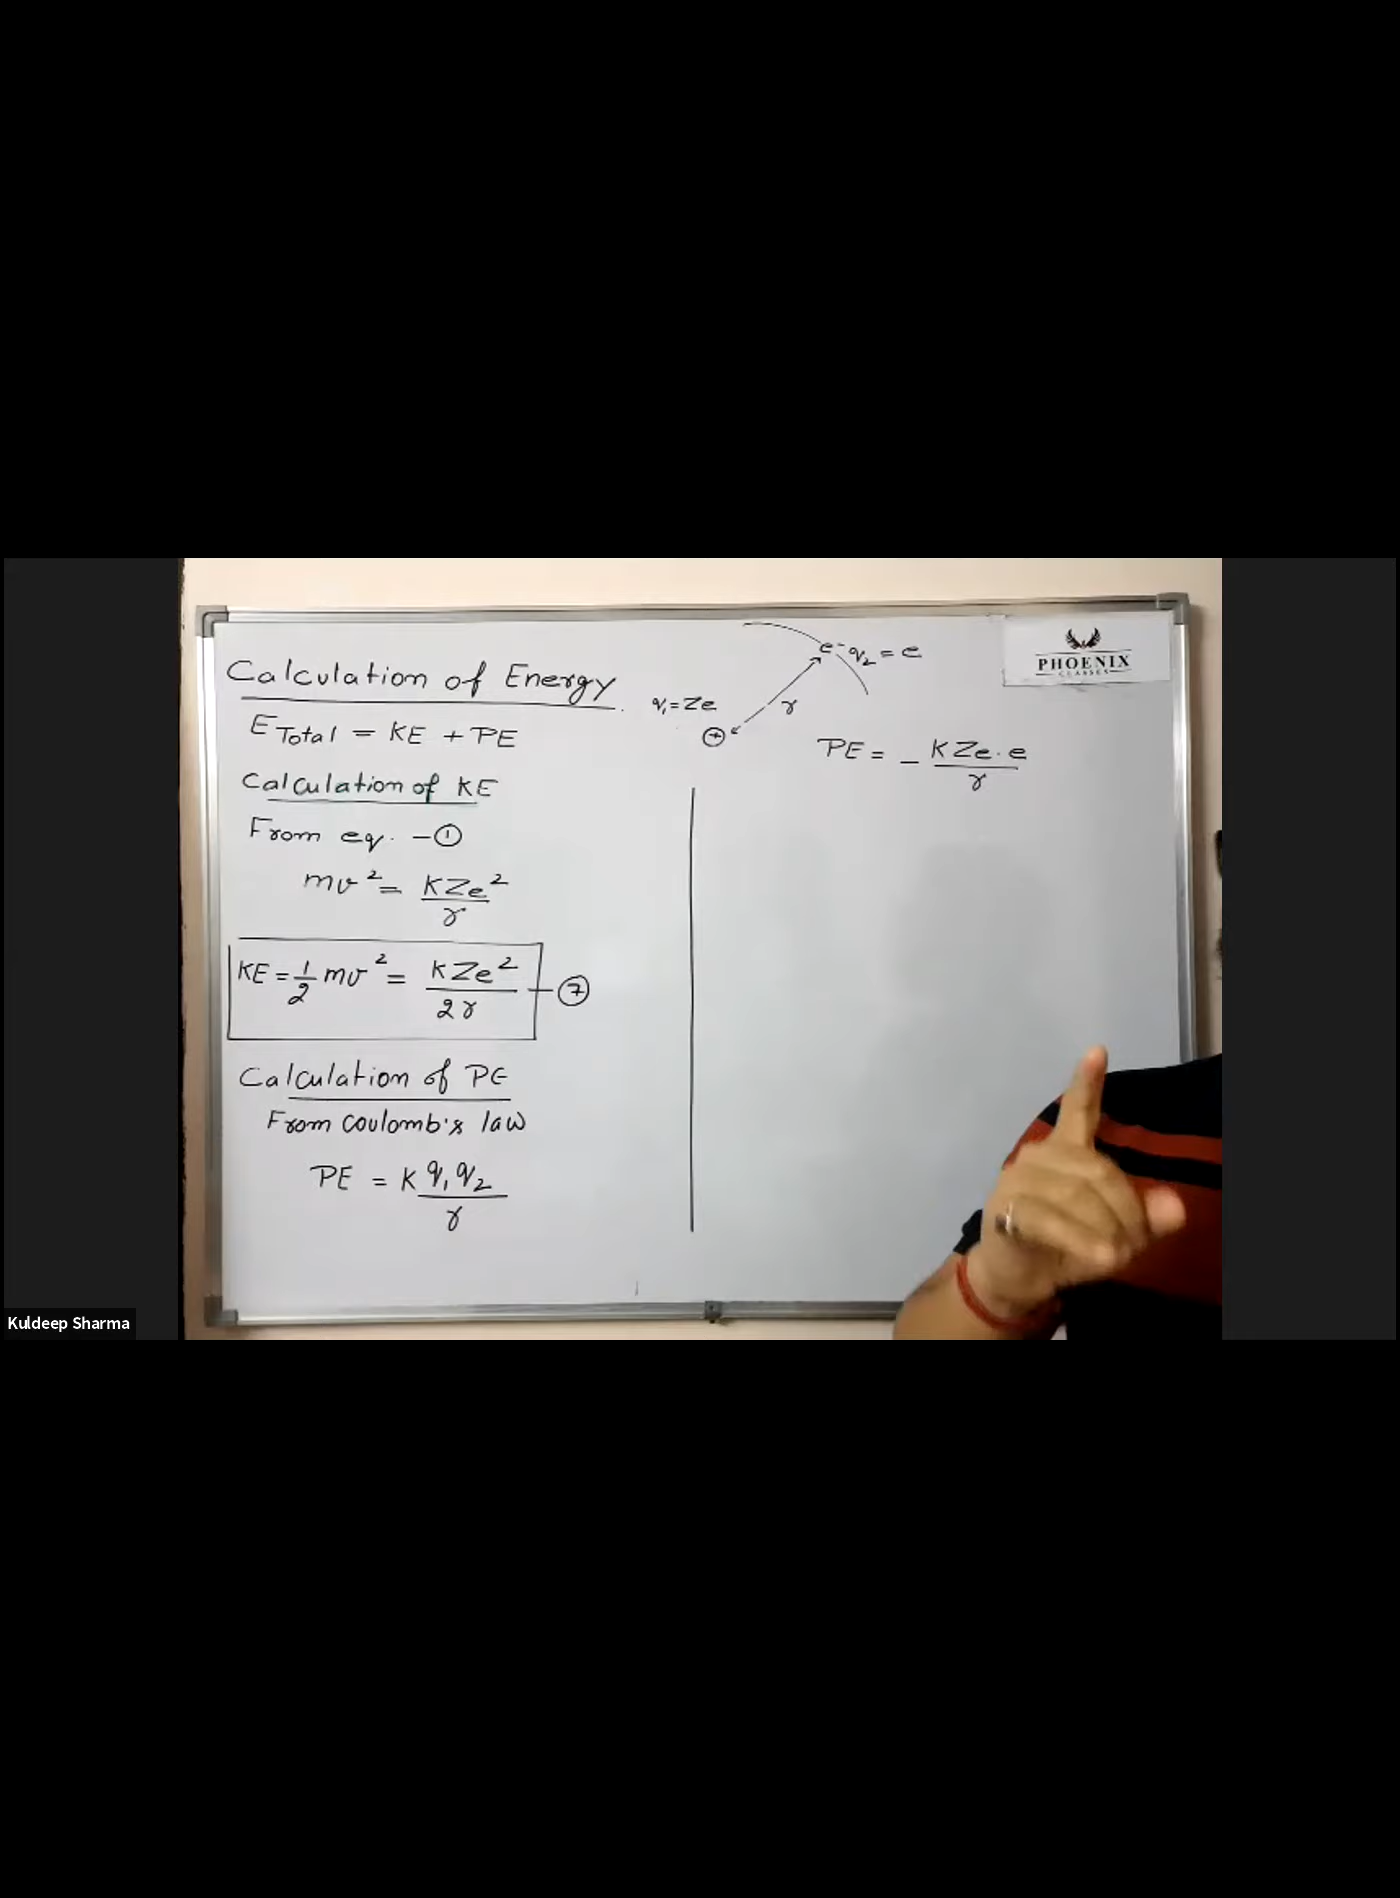 Calculation of Energy
E Total = KE + PE
Calculation of KE
From eq. - ①
mv² = KZe²/r
KE = 1/2 mv² = KZe²/2r - ⑦
Calculation of PE
From Coulomb's law
PE = K q₁q₂/r
e⁻ q₂ = e
q₁ = Ze
r
+
PE = - KZe·e/r
PHOENIX
CLASSES
Kuldeep Sharma